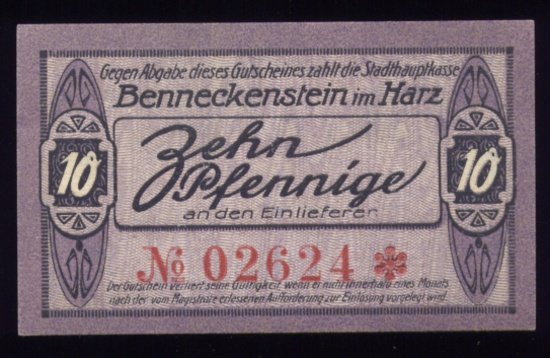 Gegen Abgabe dieses Gutscheines zahlt die Stadthauptkasse
Benneckenstein im Harz
10 Zehn 10
Pfennige
an den Einlieferer
No 02624
Der Gutschein verliert seine Gültigkeit, wenn er nicht innerhalb eines Monats
nach der vom Magistrate erlassenen Aufforderung zur Einlösung vorgelegt wird.